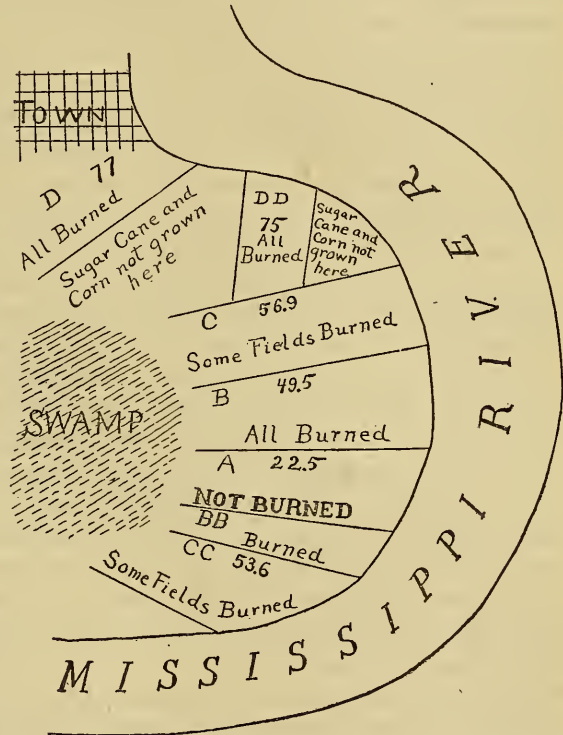 TOWN
D 77
All Burned
Sugar Cane and
Corn not grown
here
DD
75
All
Burned
Sugar
Cane and
Corn not
grown
here
C 56.9
Some Fields Burned
B 49.5
All Burned
A 22.5
NOT BURNED
BB
Burned
CC 53.6
Some Fields Burned
SWAMP
MISSISSIPPI RIVER